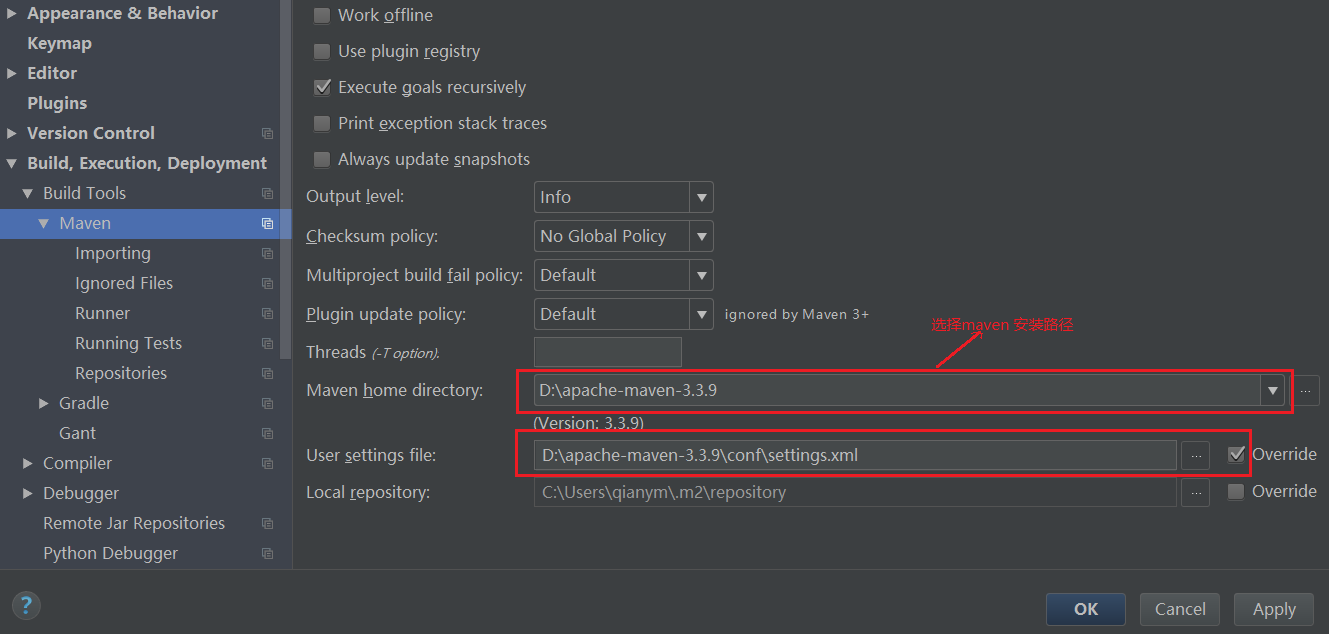 Appearance & Behavior
Keymap
Editor
Plugins
Version Control
Build, Execution, Deployment
Build Tools
Maven
Importing
Ignored Files
Runner
Running Tests
Repositories
Gradle
Gant
Compiler
Debugger
Remote Jar Repositories
Python Debugger
Work offline
Use plugin registry
Execute goals recursively
Print exception stack traces
Always update snapshots
Output level: Info
Checksum policy: No Global Policy
Multiproject build fail policy: Default
Plugin update policy: Default ignored by Maven 3+
选择maven 安装路径
Threads (-T option):
Maven home directory: D:\apache-maven-3.3.9 ...
(Version: 3.3.9)
User settings file: D:\apache-maven-3.3.9\conf\settings.xml ... Override
Local repository: C:\Users\qianym\.m2\repository ... Override
? OK Cancel Apply